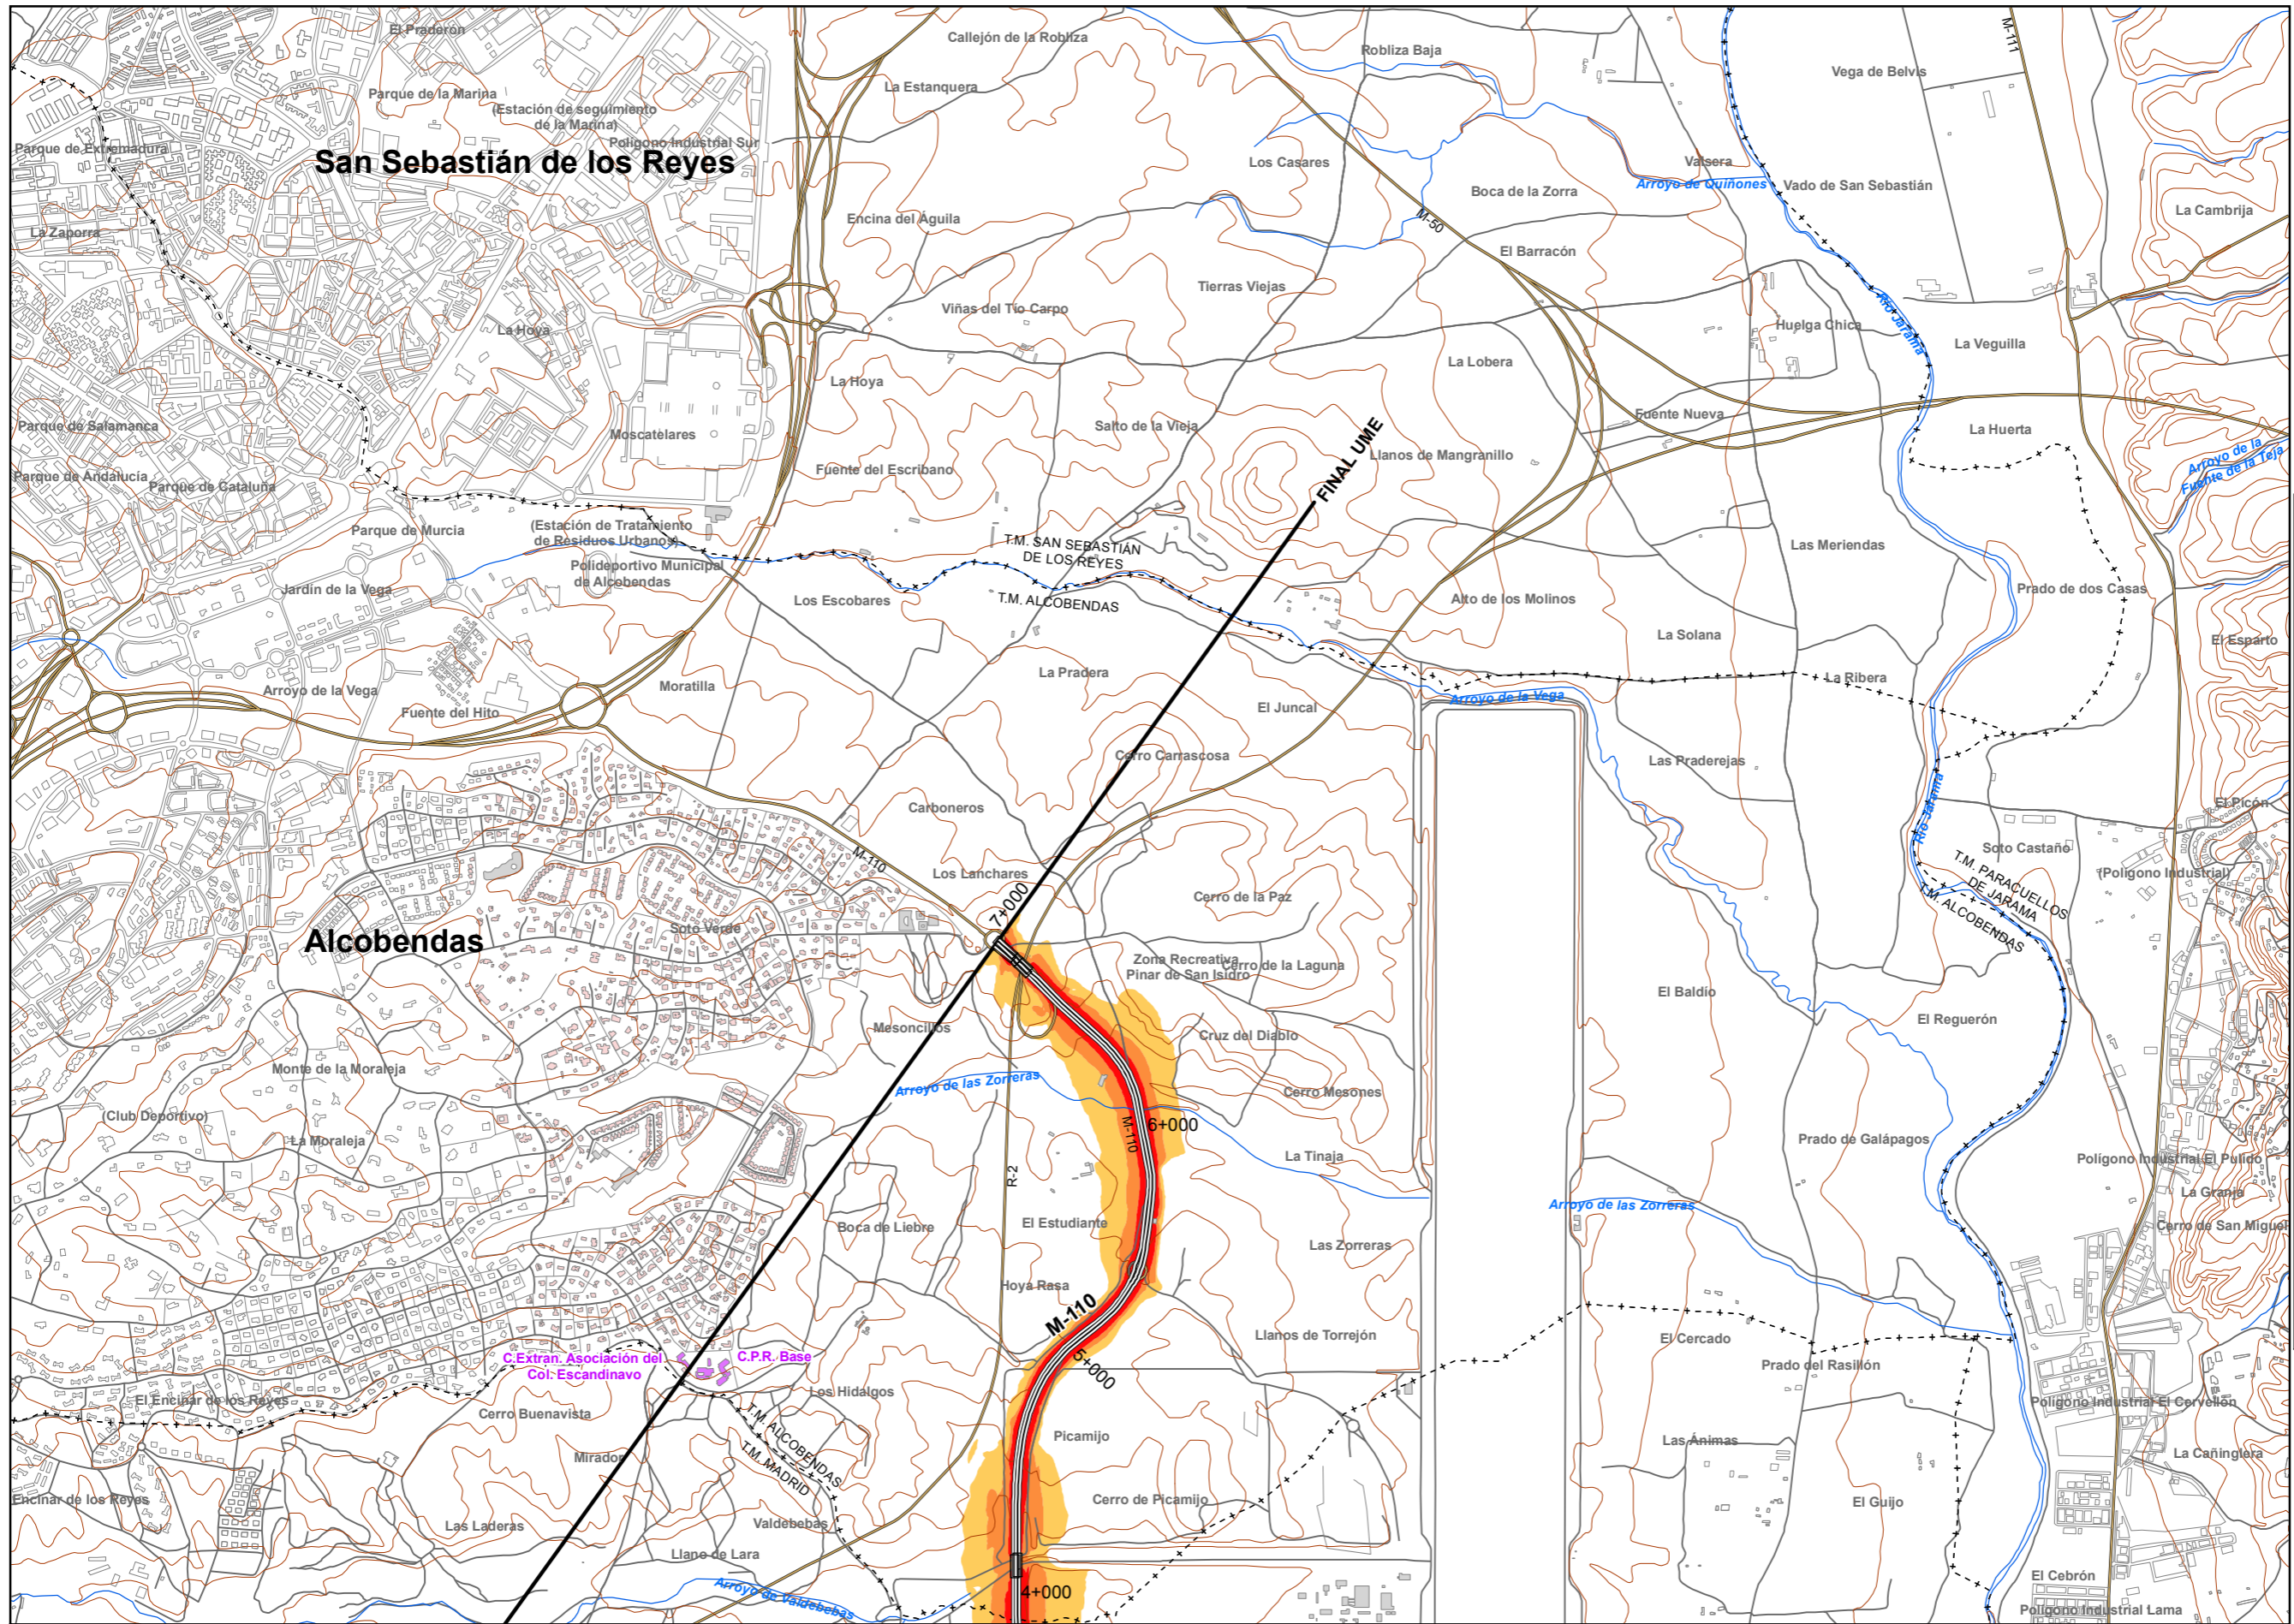 El Praderón
Callejón de la Robliza
Robliza Baja
M-111
Vega de Belvis
La Estanquera
Parque de la Marina
(Estación de seguimiento
de la Marina)
Polígono Industrial Sur
Parque de Extremadura
San Sebastián de los Reyes
Los Casares
Valsera
Boca de la Zorra
Arroyo de Quiñones
Vado de San Sebastián
La Cambrija
La Zaporra
Encina del Águila
M-50
El Barracón
Tierras Viejas
Viñas del Tío Carpo
La Hoya
Huelga Chica
Río Jarama
La Veguilla
La Lobera
La Hoya
Parque de Salamanca
Moscatelares
Salto de la Vieja
Fuente Nueva
La Huerta
FINAL UME
Llanos de Mangranillo
Arroyo de la
Fuente de la Teja
Parque de Andalucía
Parque de Cataluña
Fuente del Escribano
Parque de Murcia
(Estación de Tratamiento
de Residuos Urbanos)
T.M. SAN SEBASTIÁN
DE LOS REYES
Las Meriendas
Polideportivo Municipal
de Alcobendas
Jardín de la Vega
Los Escobares
T.M. ALCOBENDAS
Alto de los Molinos
Prado de dos Casas
La Solana
El Esparto
La Pradera
La Ribera
Arroyo de la Vega
Moratilla
Arroyo de la Vega
Fuente del Hito
El Juncal
Cerro Carrascosa
Las Praderejas
Río Jarama
El Picón
Carboneros
Soto Castaño
M-110
Los Lanchares
(Polígono Industrial)
T.M. PARACUELLOS
DE JARAMA
T.M. ALCOBENDAS
7+000
Cerro de la Paz
Soto Verde
Alcobendas
Zona Recreativa
Pinar de San Isidro
Cerro de la Laguna
El Baldío
El Reguerón
Mesoncillos
Cruz del Diablo
Monte de la Moraleja
Arroyo de las Zorreras
Cerro Mesones
(Club Deportivo)
M-110
6+000
La Moraleja
Prado de Galápagos
La Tinaja
Polígono Industrial El Pulido
R-2
La Granja
Arroyo de las Zorreras
Boca de Liebre
El Estudiante
Cerro de San Miguel
Las Zorreras
Hoya Rasa
M-110
Llanos de Torrejón
El Cercado
5+000
C.Extran. Asociación del
Col. Escandinavo
C.P.R. Base
Prado del Rasillón
Los Hidalgos
El Encinar de los Reyes
Cerro Buenavista
Polígono Industrial El Cervellón
T.M. ALCOBENDAS
T.M. MADRID
Picamijo
Las Ánimas
Mirador
La Cañinglera
Encinar de los Reyes
Cerro de Picamijo
El Guijo
Las Laderas
Valdebebas
Llano de Lara
El Cebrón
Arroyo de Valdebebas
4+000
Polígono Industrial Lama